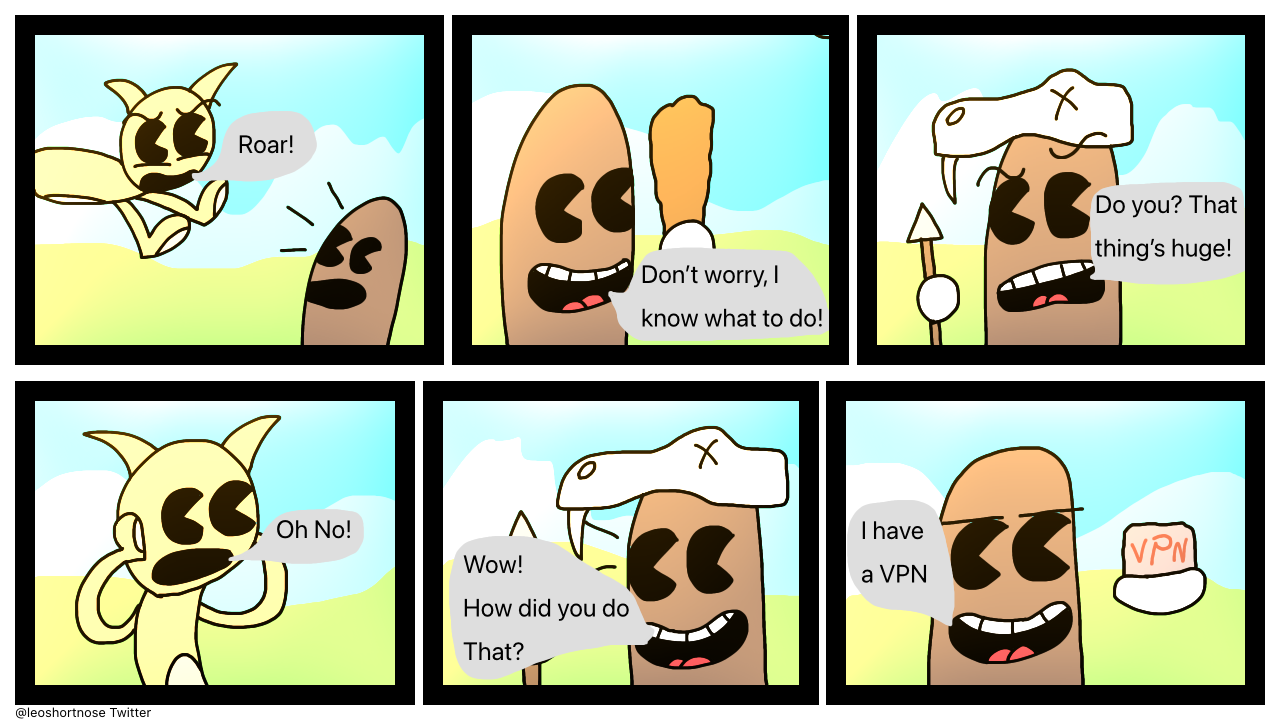 Roar!
Don’t worry, I
know what to do!
Do you? That
thing’s huge!
Oh No!
Wow!
How did you do
That?
I have
a VPN
VPN
@leoshortnose Twitter